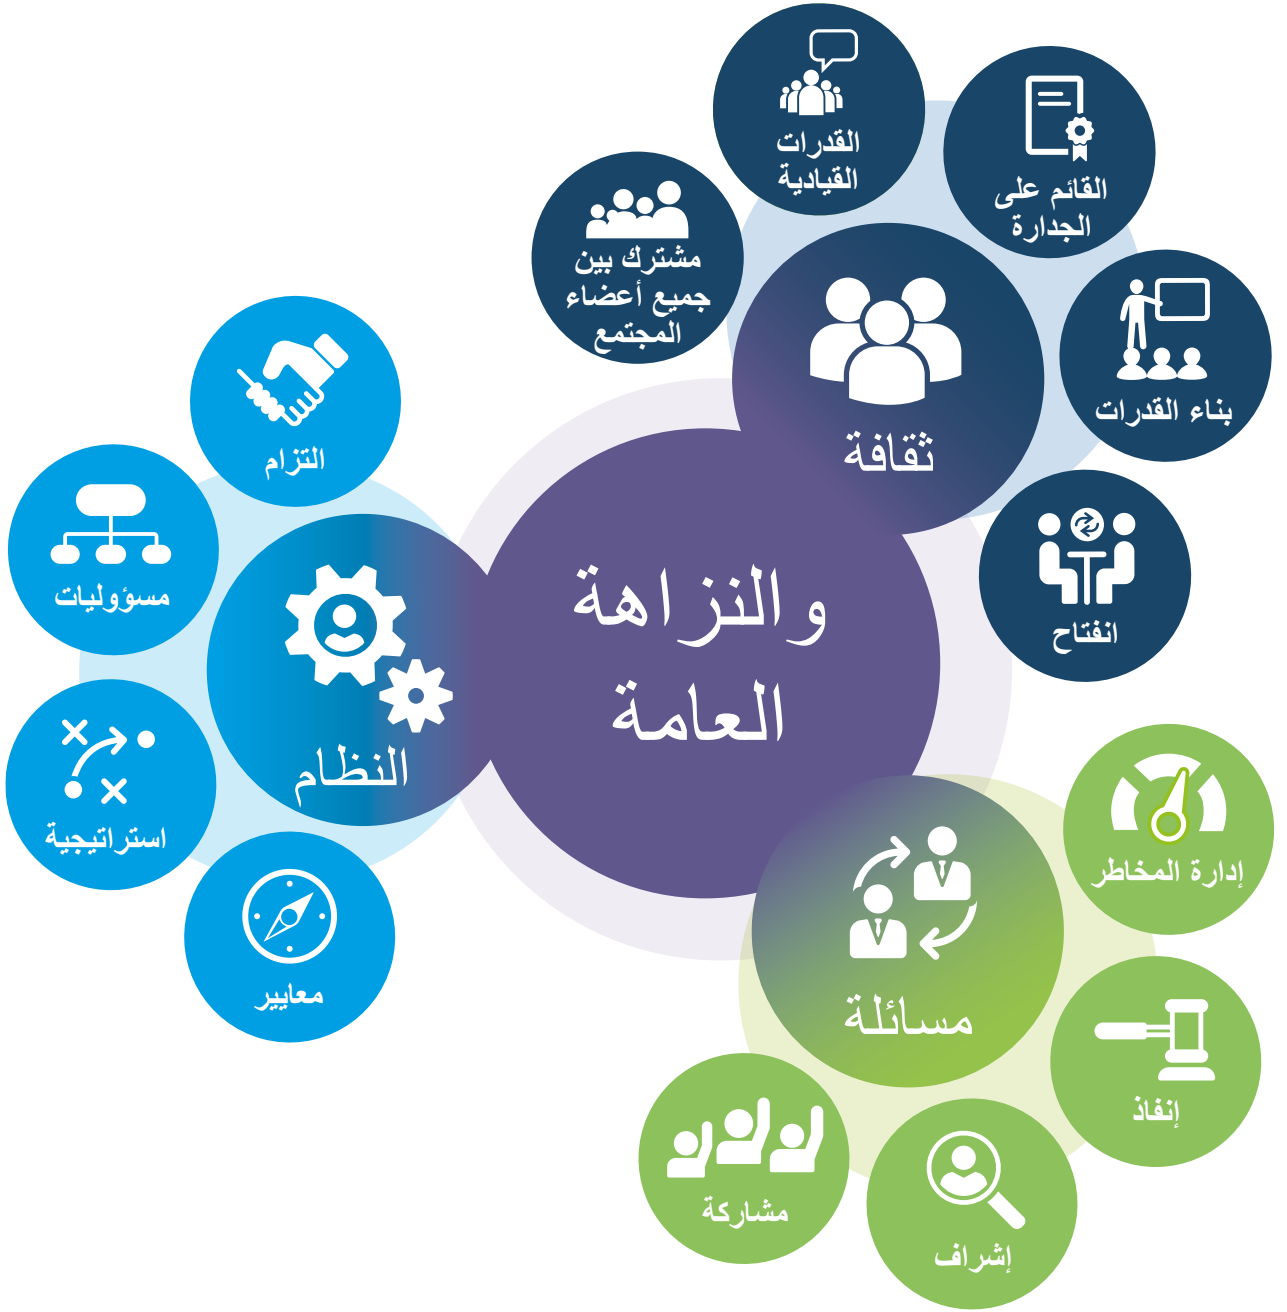 القدرات
القيادية
القائم على
الجدارة
مشترك بين
جميع أعضاء
المجتمع
بناء القدرات
ثقافة
انفتاح
التزام
مسؤوليات
استراتيجية
معايير
النظام
والنزاهة
العامة
إدارة المخاطر
مسائلة
إنفاذ
مشاركة
إشراف